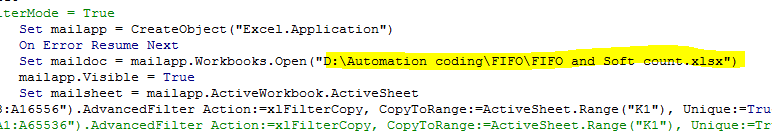 lterMode = True
Set mailapp = CreateObject("Excel.Application")
On Error Resume Next
Set maildoc = mailapp.Workbooks.Open("D:\Automation coding\FIFO\FIFO and Soft count.xlsx")
mailapp.Visible = True
Set mailsheet = mailapp.ActiveWorkbook.ActiveSheet
:A16556").AdvancedFilter Action:=xlFilterCopy, CopyToRange:=ActiveSheet.Range("K1"), Unique:=Tru
A1:A65536").AdvancedFilter Action:=xlFilterCopy, CopyToRange:=ActiveSheet.Range("K1"), Unique:=Tr